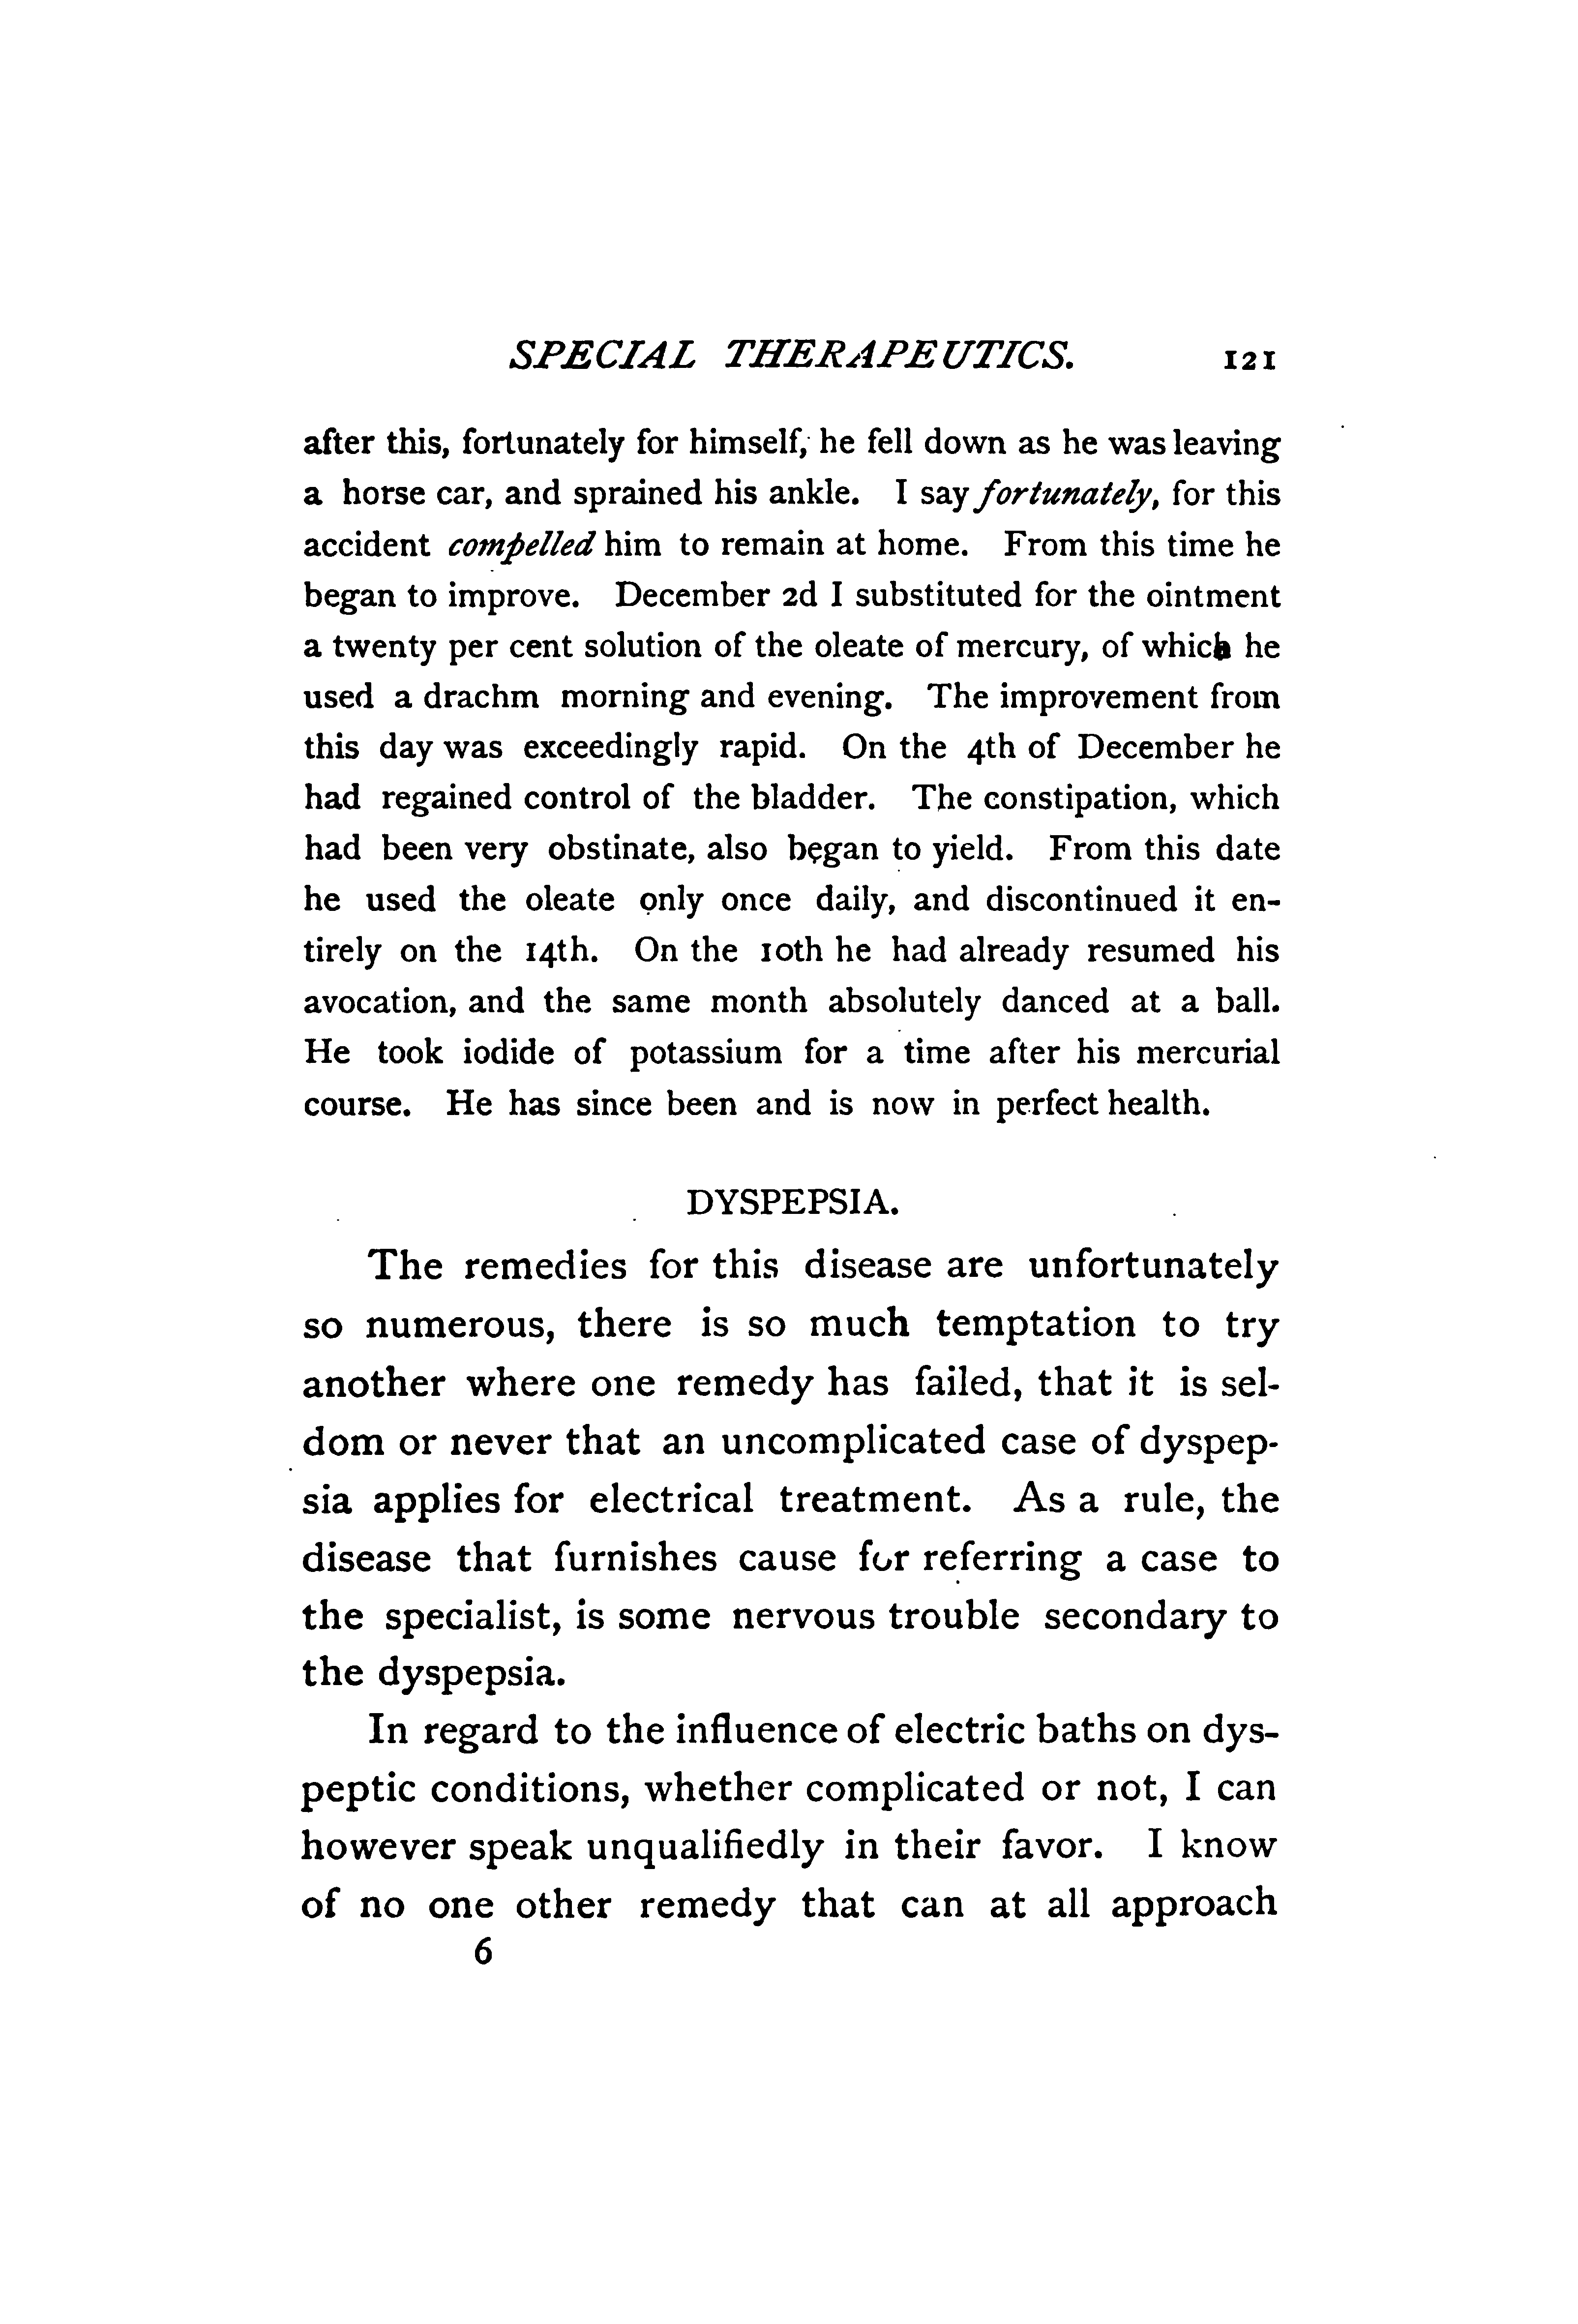 SPECIAL THERAPEUTICS. 121
after this, fortunately for himself, he fell down as he was leaving
a horse car, and sprained his ankle. I say fortunately, for this
accident compelled him to remain at home. From this time he
began to improve. December 2d I substituted for the ointment
a twenty per cent solution of the oleate of mercury, of which he
used a drachm morning and evening. The improvement from
this day was exceedingly rapid. On the 4th of December he
had regained control of the bladder. The constipation, which
had been very obstinate, also began to yield. From this date
he used the oleate only once daily, and discontinued it en-
tirely on the 14th. On the 10th he had already resumed his
avocation, and the same month absolutely danced at a ball.
He took iodide of potassium for a time after his mercurial
course. He has since been and is now in perfect health.
DYSPEPSIA.
The remedies for this disease are unfortunately
so numerous, there is so much temptation to try
another where one remedy has failed, that it is sel-
dom or never that an uncomplicated case of dyspep-
sia applies for electrical treatment. As a rule, the
disease that furnishes cause for referring a case to
the specialist, is some nervous trouble secondary to
the dyspepsia.
In regard to the influence of electric baths on dys-
peptic conditions, whether complicated or not, I can
however speak unqualifiedly in their favor. I know
of no one other remedy that can at all approach
6